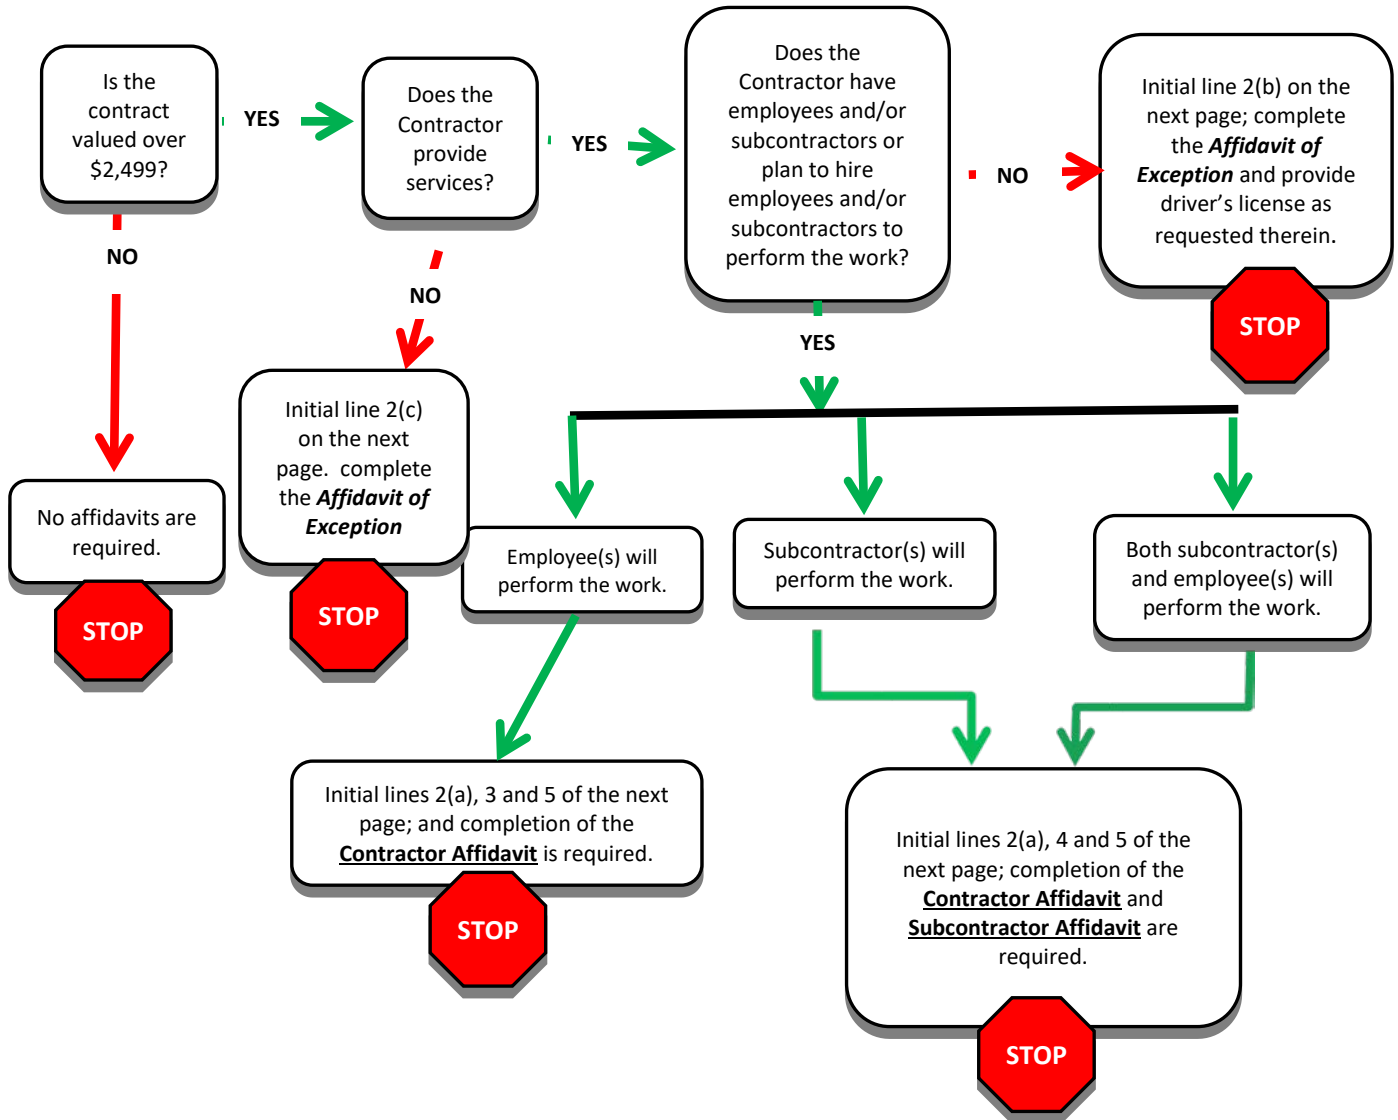 Is the
contract
valued over
$2,499?
YES
Does the
Contractor
provide
services?
YES
Does the
Contractor have
employees and/or
subcontractors or
plan to hire
employees and/or
subcontractors to
perform the work?
NO
Initial line 2(b) on the
next page; complete
the Affidavit of
Exception and provide
driver’s license as
requested therein.
STOP
NO
NO
YES
Initial line 2(c)
on the next
page.  complete
the Affidavit of
Exception
STOP
No affidavits are
required.
STOP
Employee(s) will
perform the work.
Subcontractor(s) will
perform the work.
Both subcontractor(s)
and employee(s) will
perform the work.
Initial lines 2(a), 3 and 5 of the next
page; and completion of the
Contractor Affidavit is required.
STOP
Initial lines 2(a), 4 and 5 of the
next page; completion of the
Contractor Affidavit and
Subcontractor Affidavit are
required.
STOP